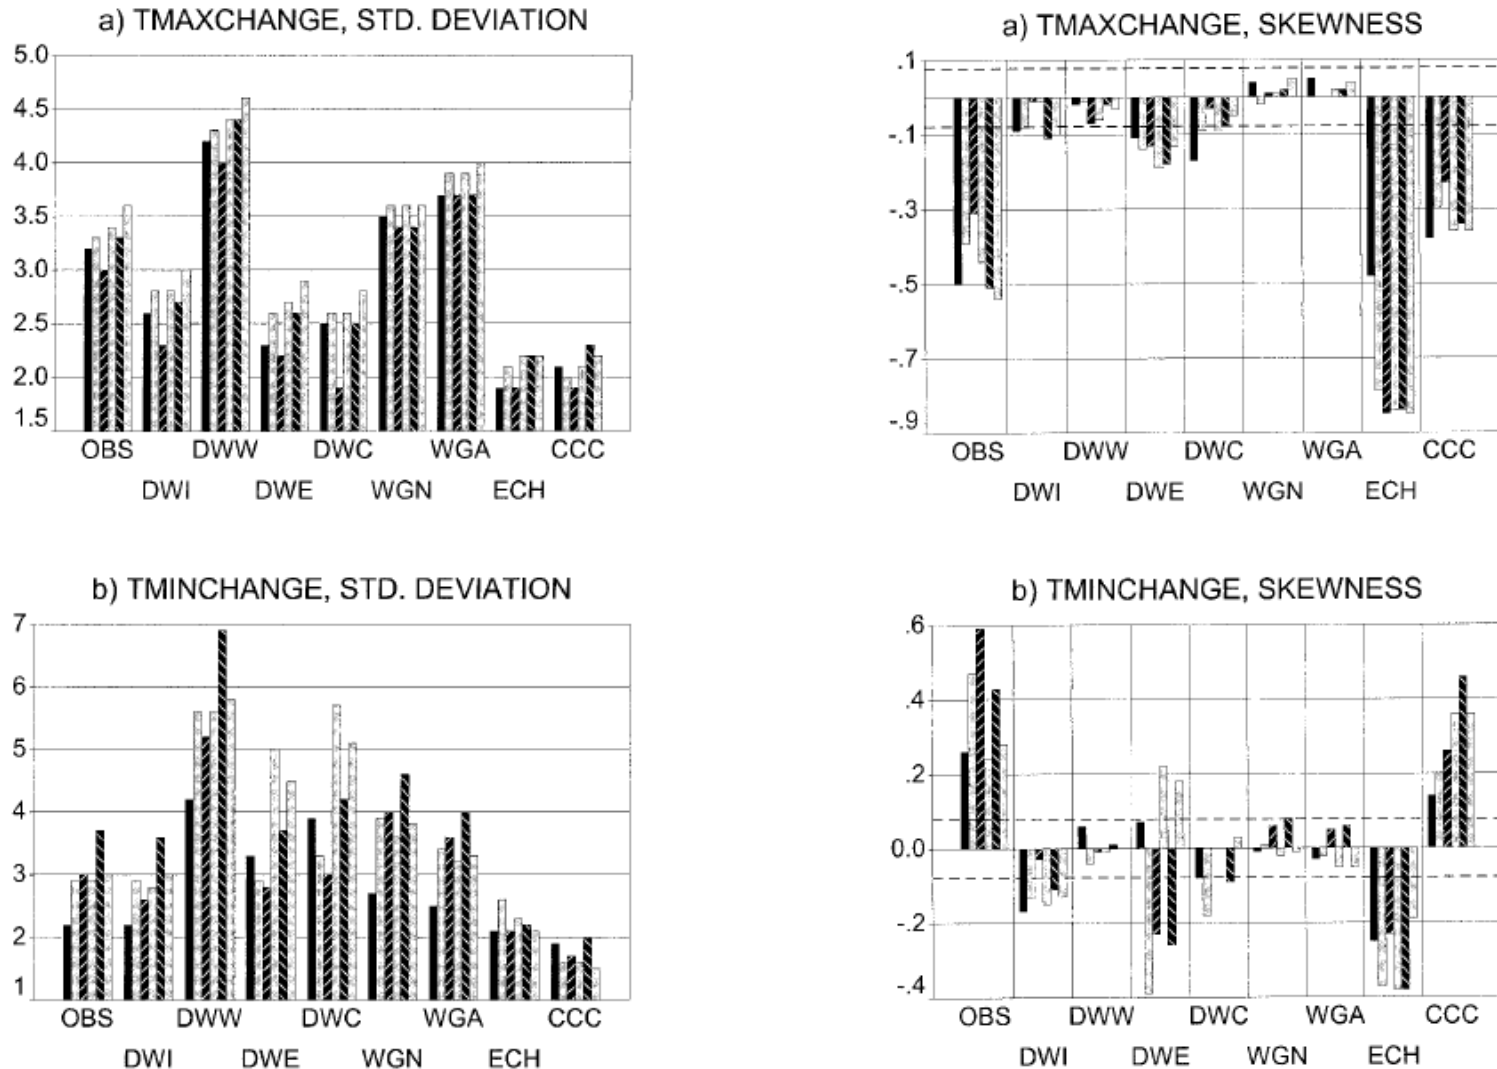 a) TMAXCHANGE, STD. DEVIATION
5.0
4.5
4.0
3.5
3.0
2.5
2.0
1.5
OBS DWW DWC WGA CCC
DWI DWE WGN ECH
a) TMAXCHANGE, SKEWNESS
.1
-.1
-.3
-.5
-.7
-.9
OBS DWW DWC WGA CCC
DWI DWE WGN ECH
b) TMINCHANGE, STD. DEVIATION
7
6
5
4
3
2
1
OBS DWW DWC WGA CCC
DWI DWE WGN ECH
b) TMINCHANGE, SKEWNESS
.6
.4
.2
0.0
-.2
-.4
OBS DWW DWC WGA CCC
DWI DWE WGN ECH